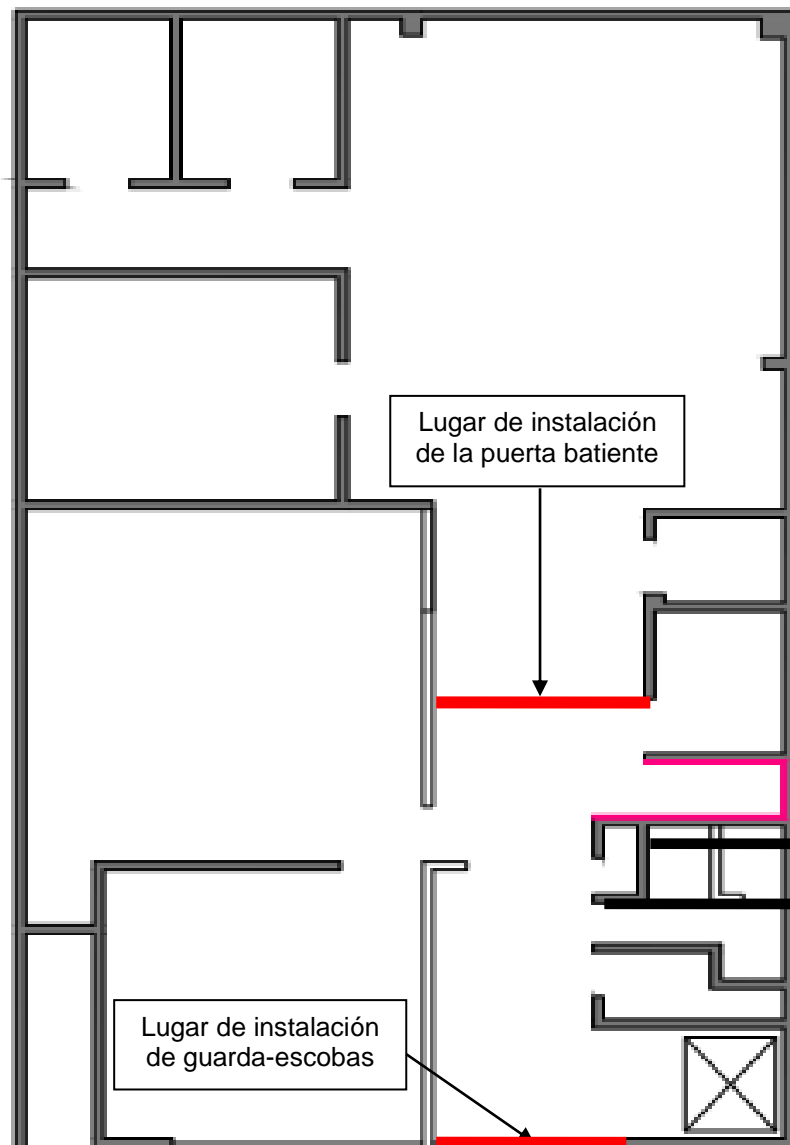 Lugar de instalación
de la puerta batiente
Lugar de instalación
de guarda-escobas